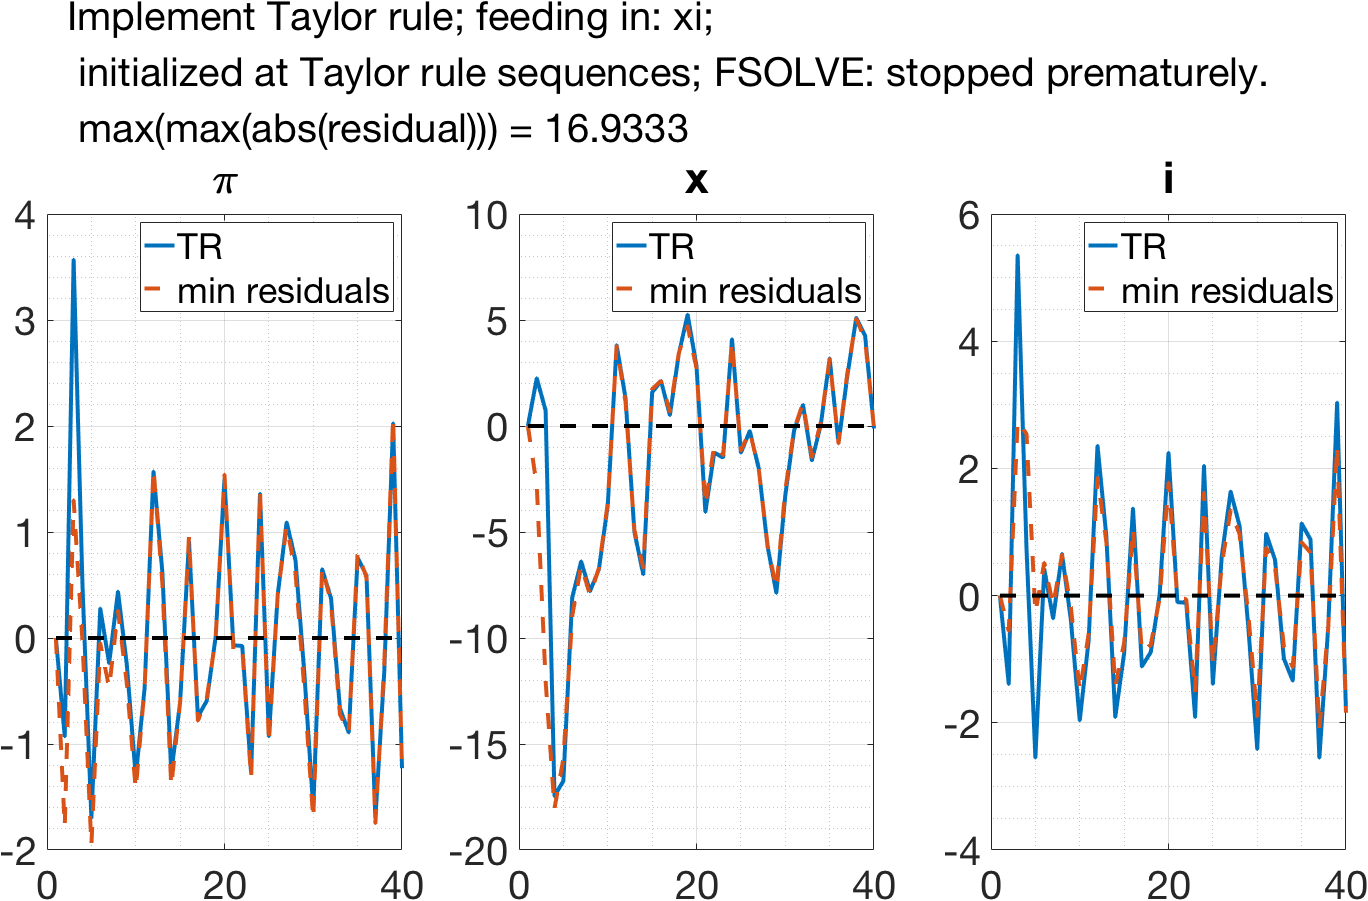 Implement Taylor rule; feeding in: xi;
initialized at Taylor rule sequences; FSOLVE: stopped prematurely.
max(max(abs(residual))) = 16.9333
π
4
3
2
1
0
-1
-2
0
20
40
TR
min residuals
x
10
5
0
-5
-10
-15
-20
0
20
40
TR
min residuals
i
6
4
2
0
-2
-4
0
20
40
TR
min residuals